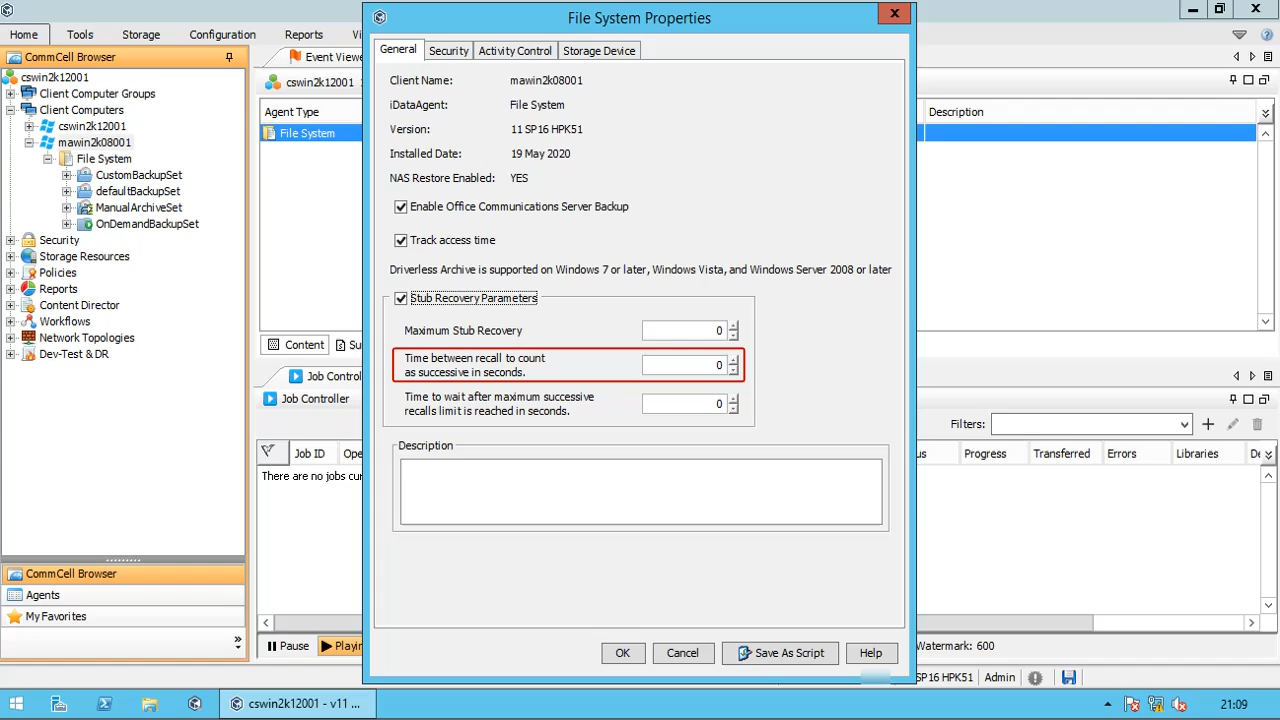 File System Properties
Home Tools Storage Configuration Reports
CommCell Browser
Event Viewe
General Security Activity Control Storage Device
cswin2k12001
Client Computer Groups
Client Computers
cswin2k12001
mawin2k08001
File System
CustomBackupSet
defaultBackupSet
ManualArchiveSet
OnDemandBackupSet
Security
Storage Resources
Policies
Reports
Content Director
Workflows
Network Topologies
Dev-Test & DR
CommCell Browser
Agents
My Favorites
cswin2k12001
Agent Type
Description
File System
Content
Su
Job Contro
Job Controller
Filters:
Job ID Ope
Progress Transferred Errors Libraries De
There are no jobs cur
Pause
Playin
Watermark: 600
SP16 HPK51 Admin
Client Name: mawin2k08001
iDataAgent: File System
Version: 11 SP16 HPK51
Installed Date: 19 May 2020
NAS Restore Enabled: YES
Enable Office Communications Server Backup
Track access time
Driverless Archive is supported on Windows 7 or later, Windows Vista, and Windows Server 2008 or later
Stub Recovery Parameters
Maximum Stub Recovery 0
Time between recall to count
as successive in seconds. 0
Time to wait after maximum successive
recalls limit is reached in seconds. 0
Description
OK Cancel Save As Script Help
cswin2k12001 - v11 ...
21:09